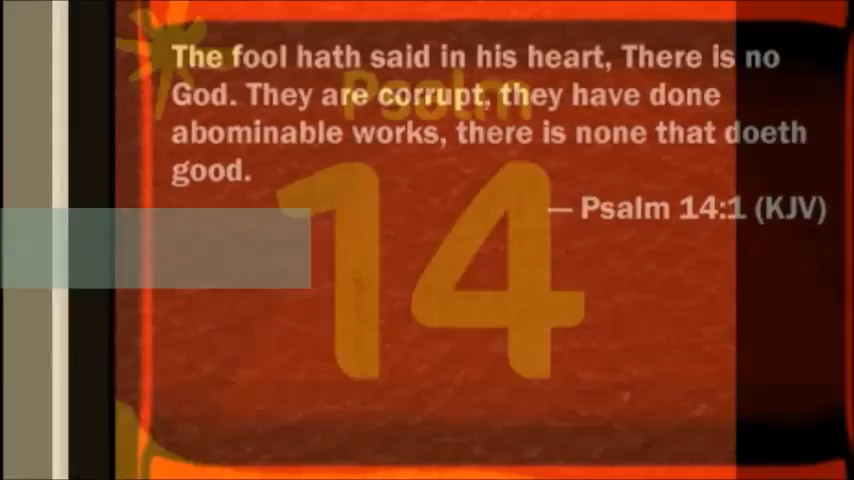 The fool hath said in his heart, There is no
God. They are corrupt, they have done
abominable works, there is none that doeth
good.
— Psalm 14:1 (KJV)
Psalm
14